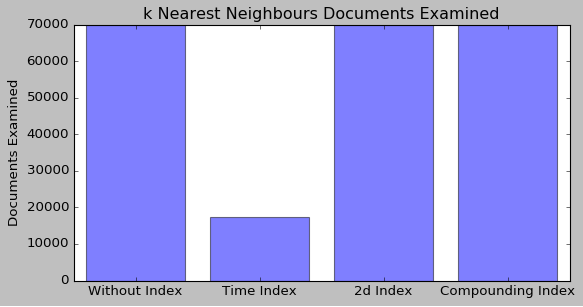 k Nearest Neighbours Documents Examined
70000
60000
50000
40000
30000
20000
10000
0
Documents Examined
Without Index
Time Index
2d Index
Compounding Index